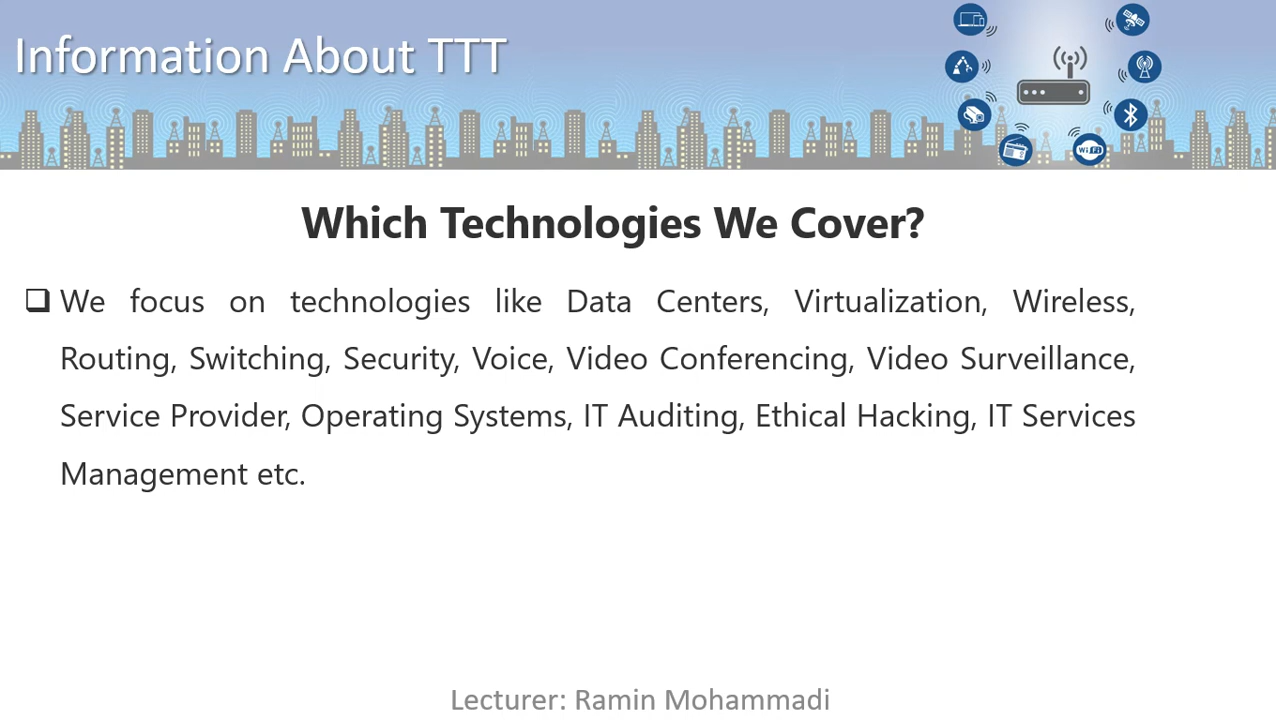 Information About TTT
WiFi
Which Technologies We Cover?
We focus on technologies like Data Centers, Virtualization, Wireless,
Routing, Switching, Security, Voice, Video Conferencing, Video Surveillance,
Service Provider, Operating Systems, IT Auditing, Ethical Hacking, IT Services
Management etc.
Lecturer: Ramin Mohammadi